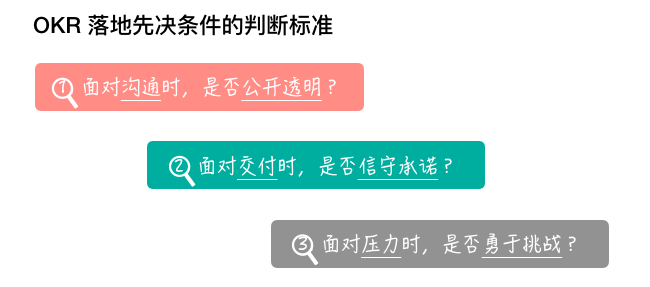 OKR 落地先决条件的判断标准
1 面对沟通时，是否公开透明？
2 面对交付时，是否信守承诺？
3 面对压力时，是否勇于挑战？